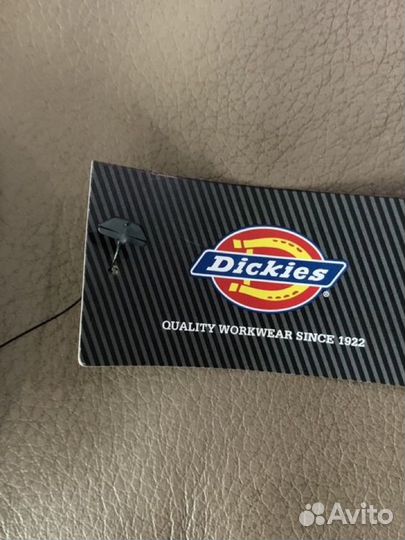 Dickies
®
QUALITY WORKWEAR SINCE 1922
Avito